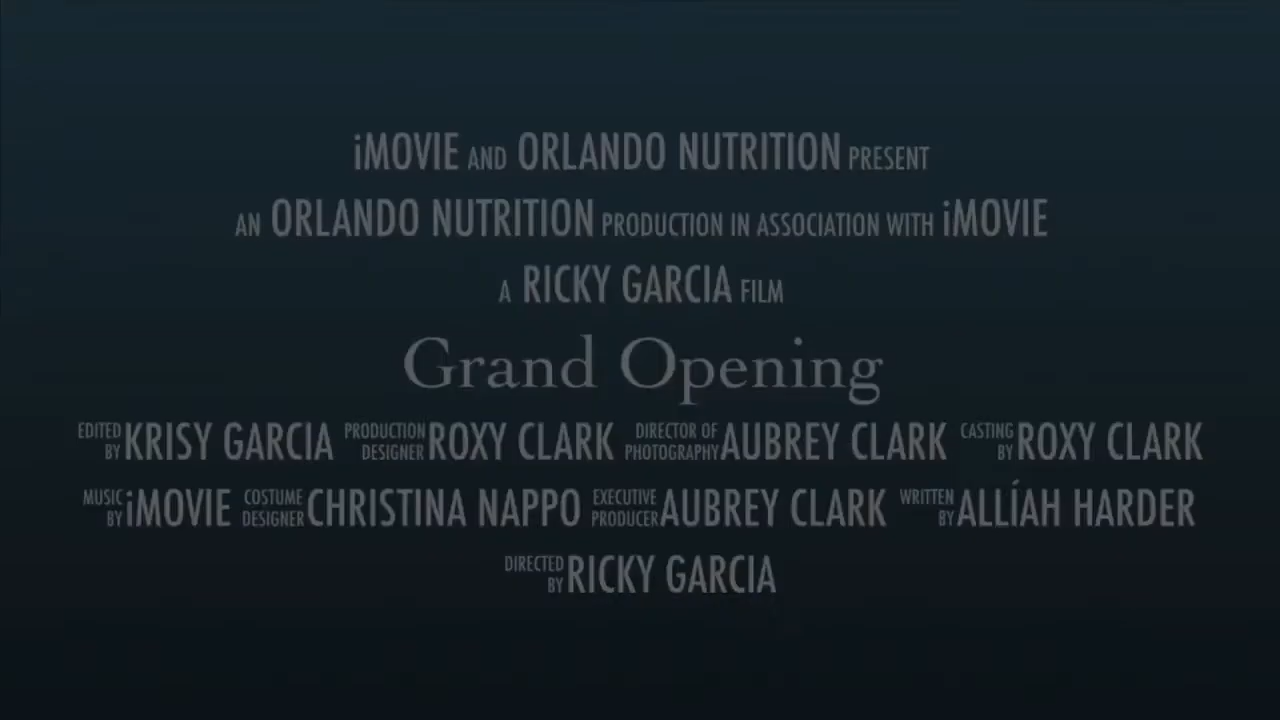 iMOVIE AND ORLANDO NUTRITION PRESENT
AN ORLANDO NUTRITION PRODUCTION IN ASSOCIATION WITH iMOVIE
A RICKY GARCIA FILM
Grand Opening
EDITED BY KRISY GARCIA PRODUCTION DESIGNER ROXY CLARK DIRECTOR OF PHOTOGRAPHY AUBREY CLARK CASTING BY ROXY CLARK
MUSIC BY iMOVIE COSTUME DESIGNER CHRISTINA NAPPO EXECUTIVE PRODUCER AUBREY CLARK WRITTEN BY ALLÍAH HARDER
DIRECTED BY RICKY GARCIA